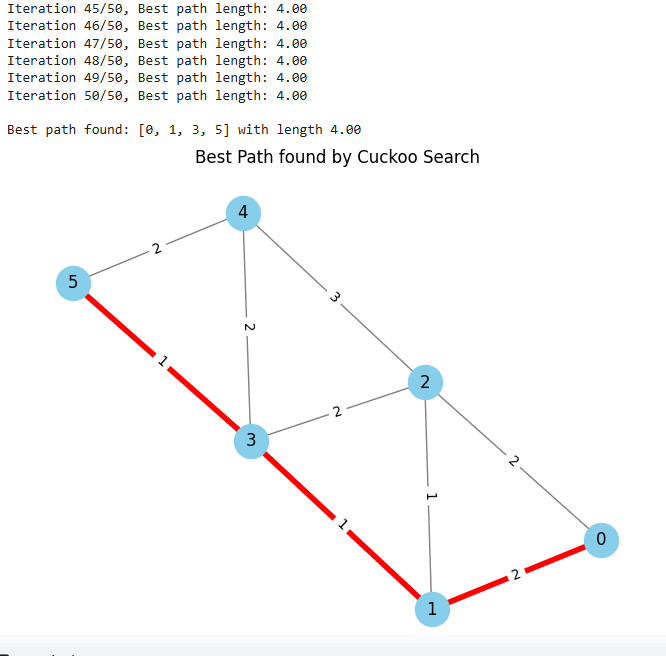 Iteration 45/50, Best path length: 4.00
Iteration 46/50, Best path length: 4.00
Iteration 47/50, Best path length: 4.00
Iteration 48/50, Best path length: 4.00
Iteration 49/50, Best path length: 4.00
Iteration 50/50, Best path length: 4.00
Best path found: [0, 1, 3, 5] with length 4.00
Best Path found by Cuckoo Search
4
2
5
3
2
1
2
2
3
2
1
1
0
2
1